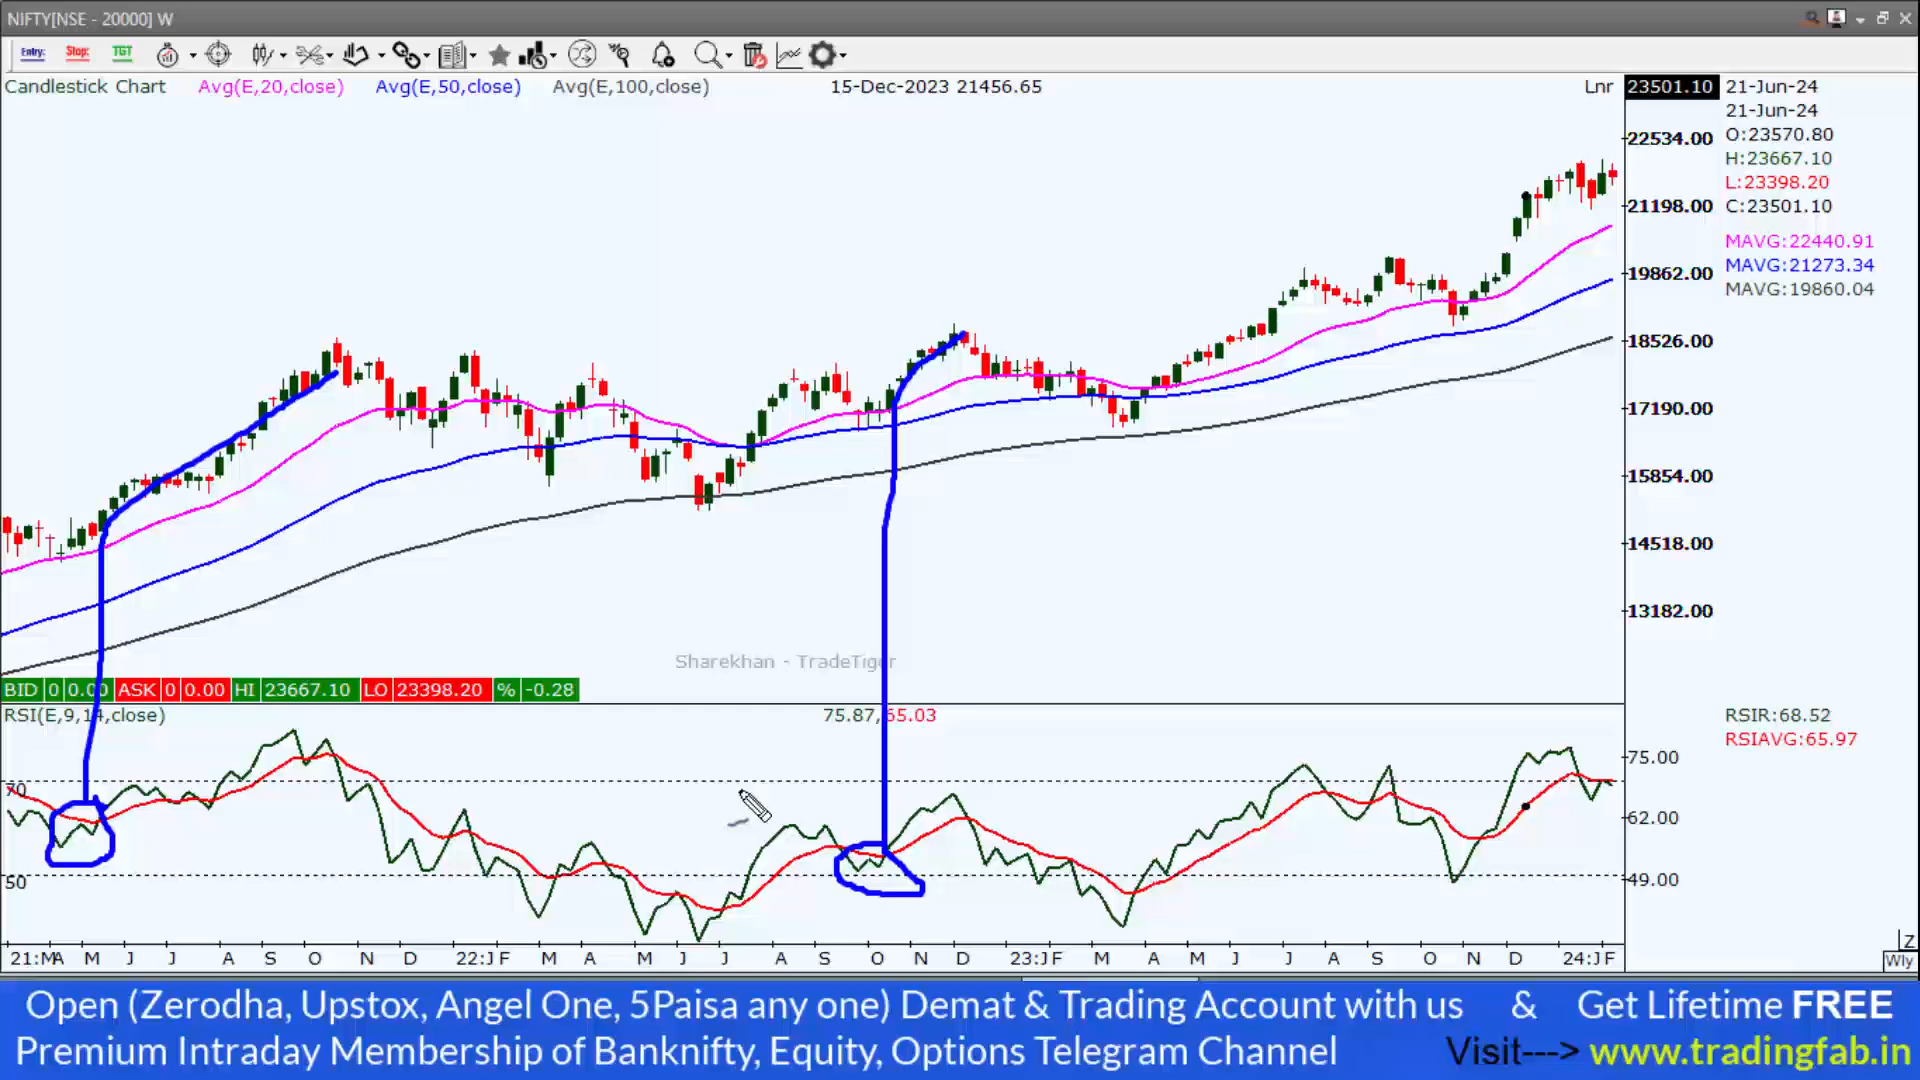 NIFTY[NSE - 20000] W
Entry: Stop: TGT
Candlestick Chart Avg(E,20,close) Avg(E,50,close) Avg(E,100,close) 15-Dec-2023 21456.65 Lnr 23501.10 21-Jun-24
21-Jun-24
22534.00 O:23570.80
H:23667.10
L:23398.20
21198.00 C:23501.10
MAVG:22440.91
19862.00 MAVG:21273.34
MAVG:19860.04
18526.00
17190.00
15854.00
14518.00
13182.00
Sharekhan - TradeTiger
BID 0 0.00 ASK 0 0.00 HI 23667.10 LO 23398.20 % -0.28
RSI(E,9,14,close) 75.87, 65.03 RSIR:68.52
RSIAVG:65.97
75.00
70
62.00
50 49.00
Z
21:MA M J J A S O N D 22:JF M A M J J A S O N D 23:JF M A M J J A S O N D 24:JF Wly
Open (Zerodha, Upstox, Angel One, 5Paisa any one) Demat & Trading Account with us & Get Lifetime FREE
Premium Intraday Membership of Banknifty, Equity, Options Telegram Channel Visit---> www.tradingfab.in